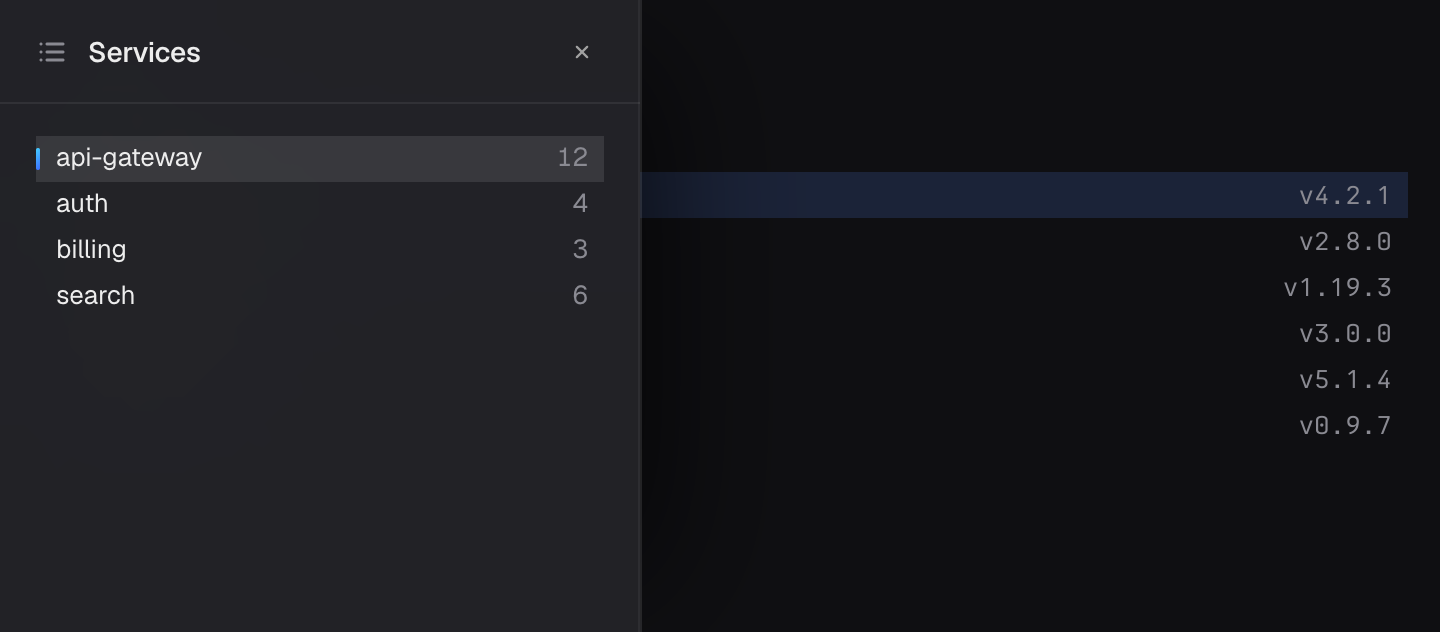 Services
api-gateway 12
auth 4
billing 3
search 6
v4.2.1
v2.8.0
v1.19.3
v3.0.0
v5.1.4
v0.9.7